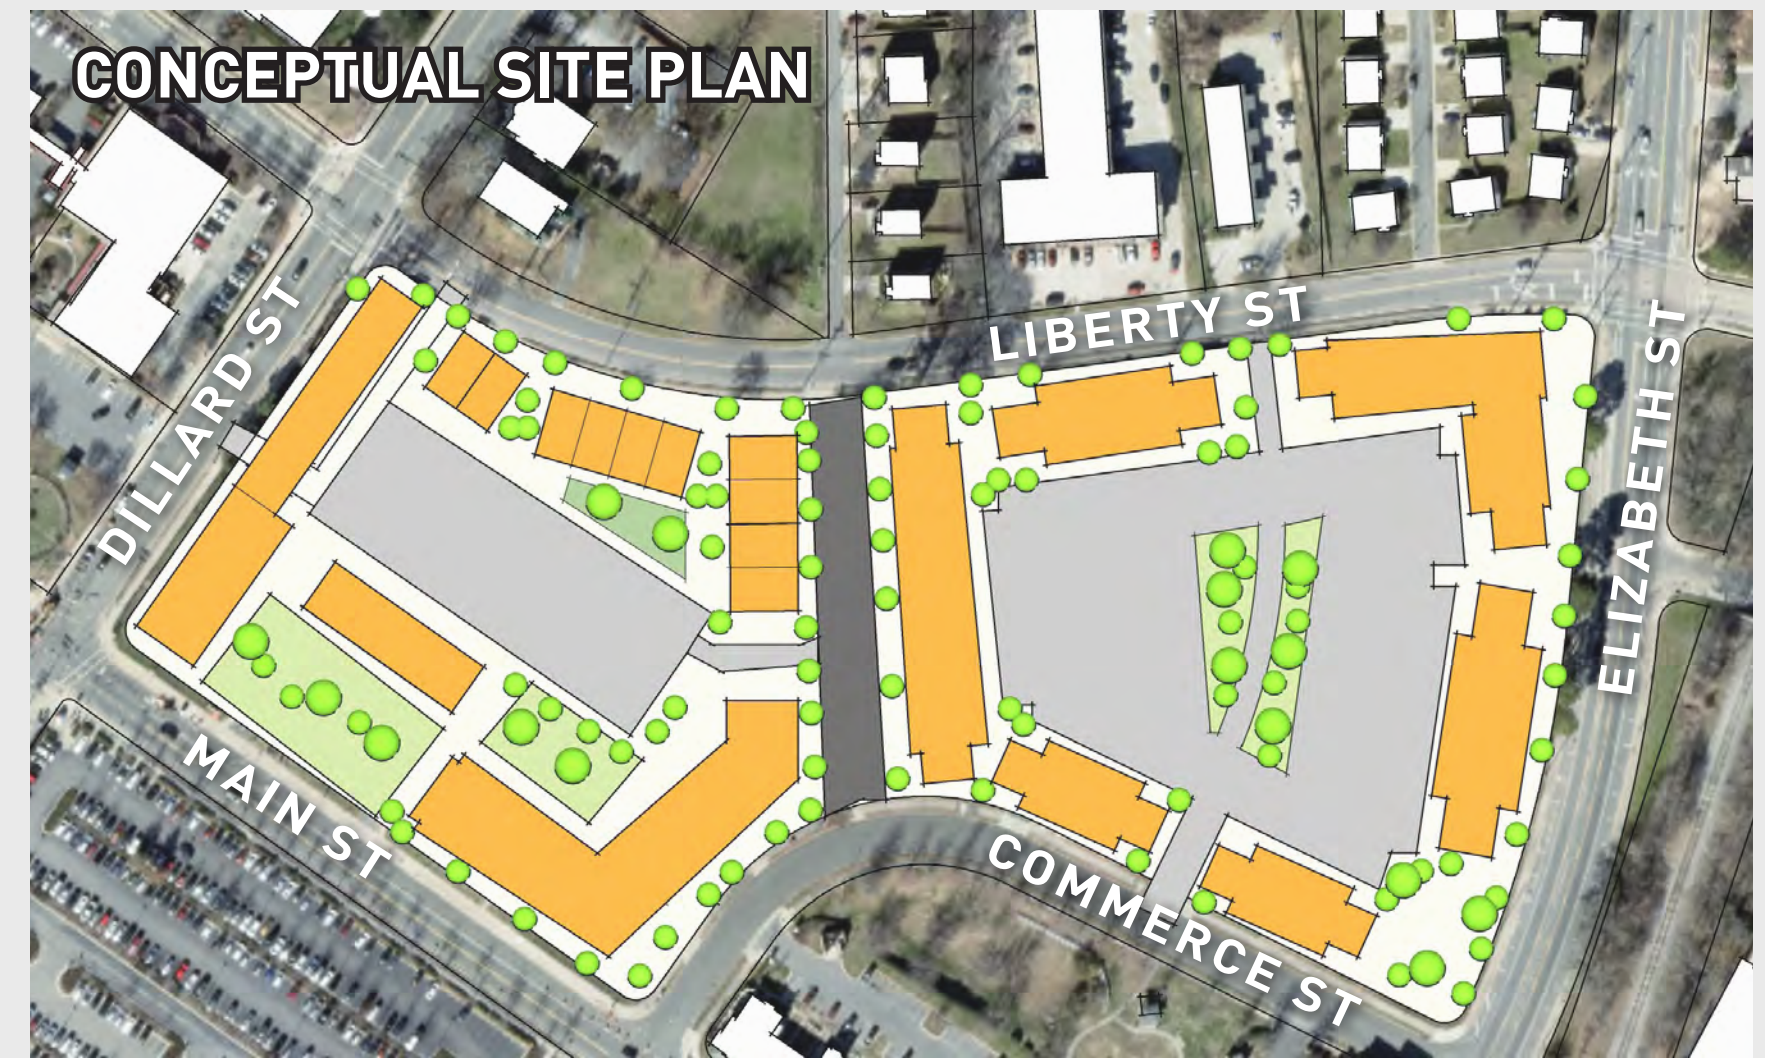 CONCEPTUAL SITE PLAN
LIBERTY ST
DILLARD ST
ELIZABETH ST
MAIN ST
COMMERCE ST